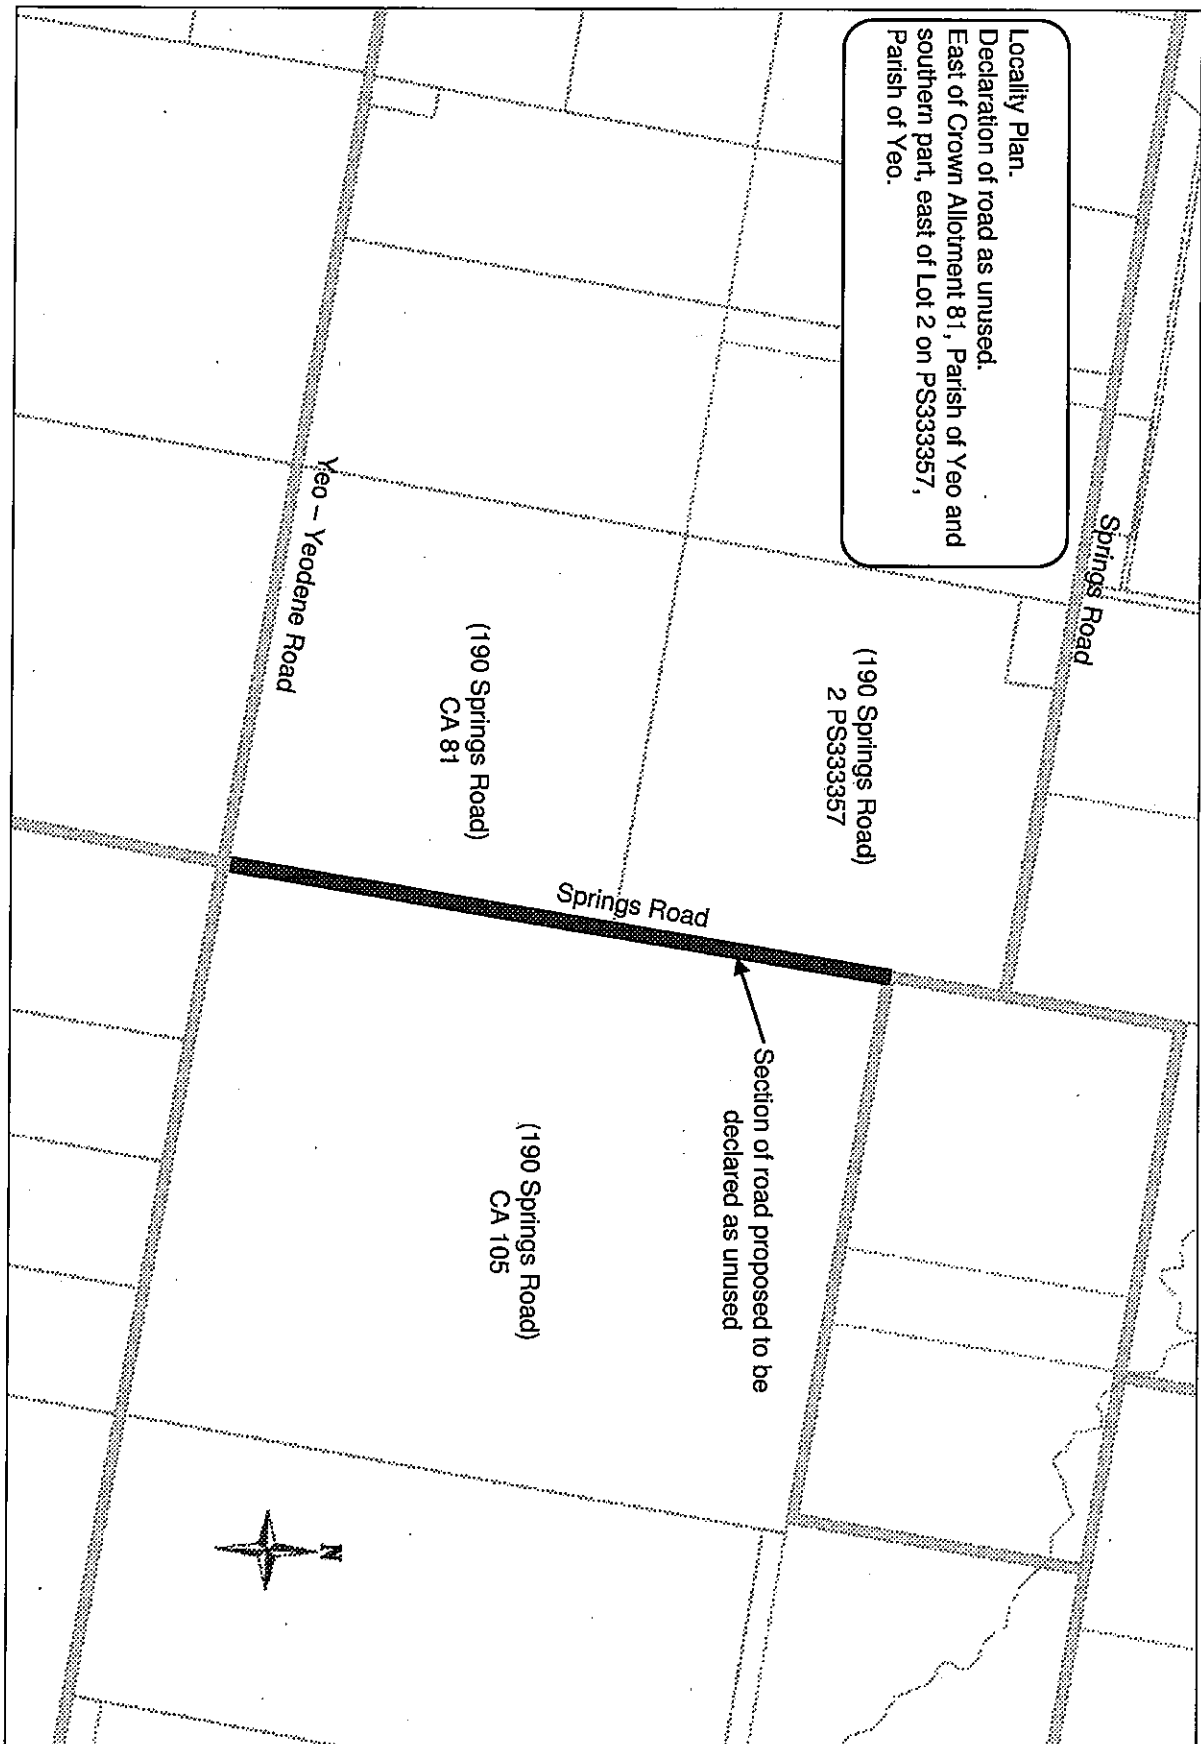 Locality Plan.
Declaration of road as unused.
East of Crown Allotment 81, Parish of Yeo and
southern part, east of Lot 2 on PS333357,
Parish of Yeo.
Springs Road
(190 Springs Road)
2 PS333357
(190 Springs Road)
CA 81
Yeo – Yeodene Road
Springs Road
Section of road proposed to be
declared as unused
(190 Springs Road)
CA 105
N